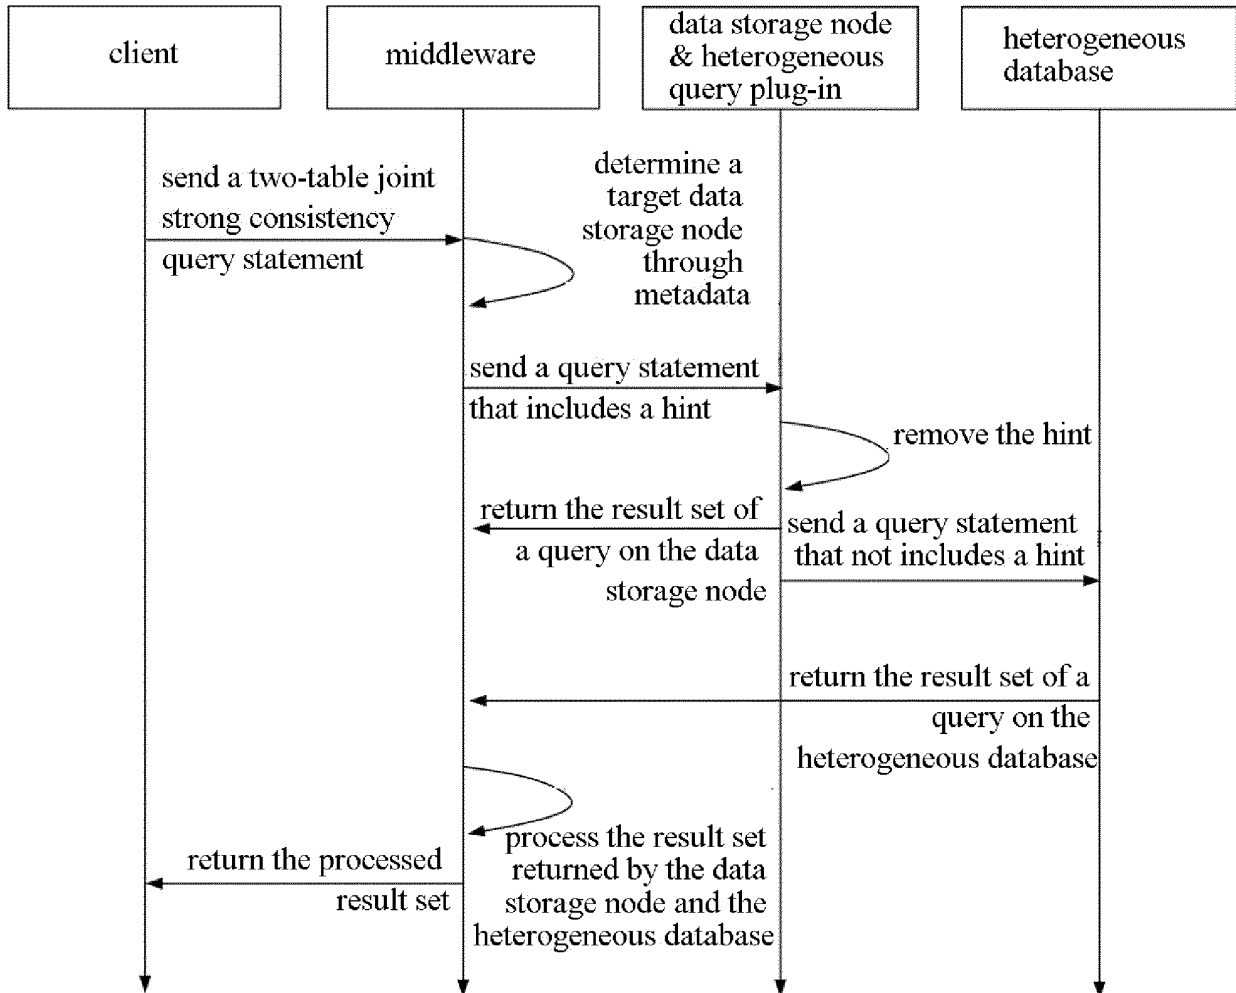 client
middleware
data storage node
& heterogeneous
query plug-in
heterogeneous
database
send a two-table joint
strong consistency
query statement
determine a
target data
storage node
through
metadata
send a query statement
that includes a hint
remove the hint
return the result set of
a query on the data
storage node
send a query statement
that not includes a hint
return the result set of a
query on the
heterogeneous database
process the result set
returned by the data
storage node and the
heterogeneous database
return the processed
result set